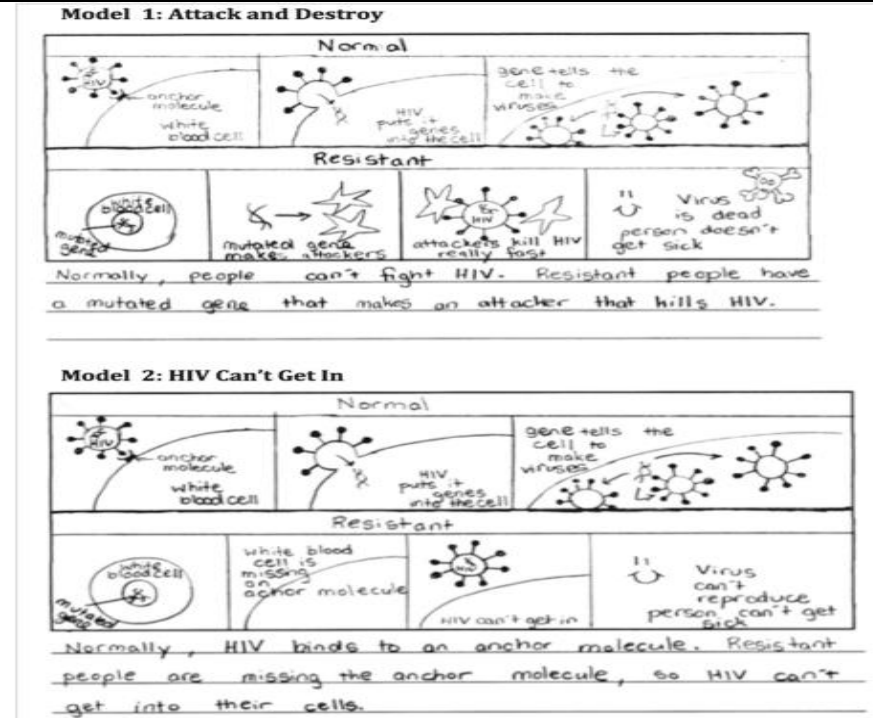 Model 1: Attack and Destroy
Normal
HIV
anchor
molecule
white
blood cell
HIV
puts it
genes
into the cell
gene tells the
cell to
make
viruses
Resistant
white
blood cell
mutated
gene
mutated gene
makes attackers
HIV
attackers kill HIV
really fast
Virus
is dead
person doesn't
get sick
Normally, people can't fight HIV. Resistant people have
a mutated gene that makes an attacker that kills HIV.
Model 2: HIV Can't Get In
Normal
HIV
anchor
molecule
white
blood cell
HIV
puts it
genes
into the cell
gene tells the
cell to
make
viruses
Resistant
white
blood cell
mutated
gene
white blood
cell is
missing
an
achor molecule
HIV
HIV can't get in
Virus
can't
reproduce
person can't get
sick
Normally, HIV binds to an anchor molecule. Resistant
people are missing the anchor molecule, so HIV can't
get into their cells.